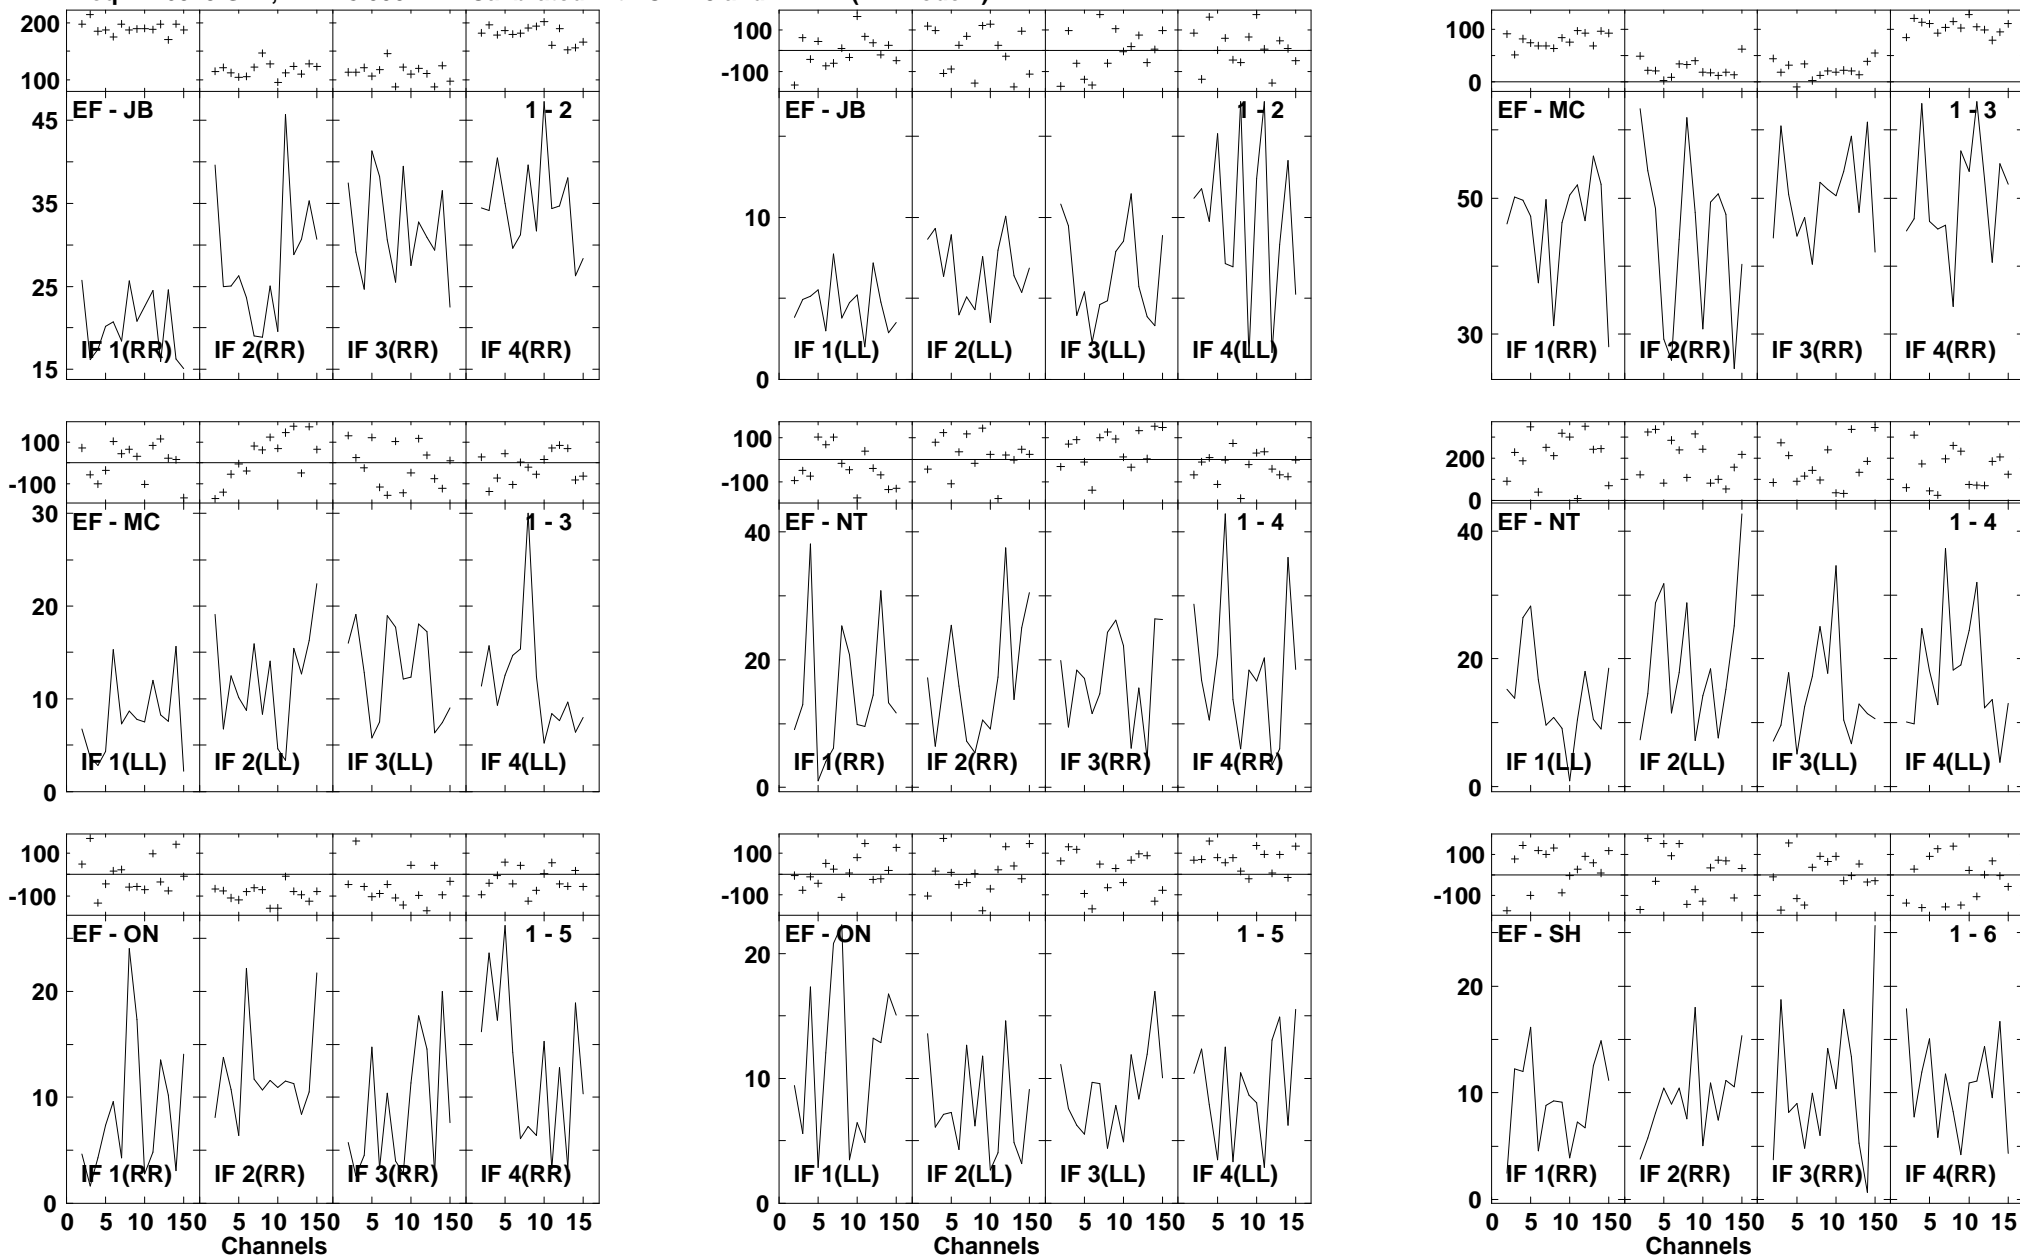 200
100
EF - JB
1 - 2
45
35
25
15
IF 1(RR)
IF 2(RR)
IF 3(RR)
IF 4(RR)
100
-100
EF - JB
1 - 2
10
0
IF 1(LL)
IF 2(LL)
IF 3(LL)
IF 4(LL)
100
0
EF - MC
1 - 3
50
30
IF 1(RR)
IF 2(RR)
IF 3(RR)
IF 4(RR)
100
-100
EF - MC
1 - 3
30
20
10
0
IF 1(LL)
IF 2(LL)
IF 3(LL)
IF 4(LL)
100
-100
EF - NT
1 - 4
40
20
0
IF 1(RR)
IF 2(RR)
IF 3(RR)
IF 4(RR)
200
0
EF - NT
1 - 4
40
20
0
IF 1(LL)
IF 2(LL)
IF 3(LL)
IF 4(LL)
100
-100
EF - ON
1 - 5
20
10
0
IF 1(RR)
IF 2(RR)
IF 3(RR)
IF 4(RR)
0 5 10 150 5 10 150 5 10 150 5 10 15
Channels
100
-100
EF - ON
1 - 5
20
10
0
IF 1(LL)
IF 2(LL)
IF 3(LL)
IF 4(LL)
0 5 10 150 5 10 150 5 10 150 5 10 15
Channels
100
-100
EF - SH
1 - 6
20
10
0
IF 1(RR)
IF 2(RR)
IF 3(RR)
IF 4(RR)
0 5 10 150 5 10 150 5 10 150 5 10 15
Channels